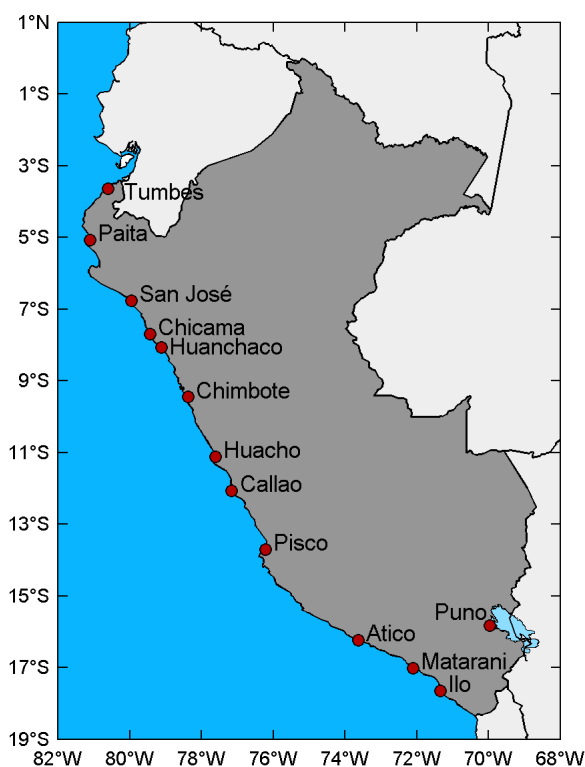 1°N
1°S
3°S
Tumbes
5°S
Paita
San José
7°S
Chicama
Huanchaco
9°S
Chimbote
11°S
Huacho
Callao
13°S
Pisco
15°S
Puno
Atico
17°S
Matarani
Ilo
19°S
82°W 80°W 78°W 76°W 74°W 72°W 70°W 68°W